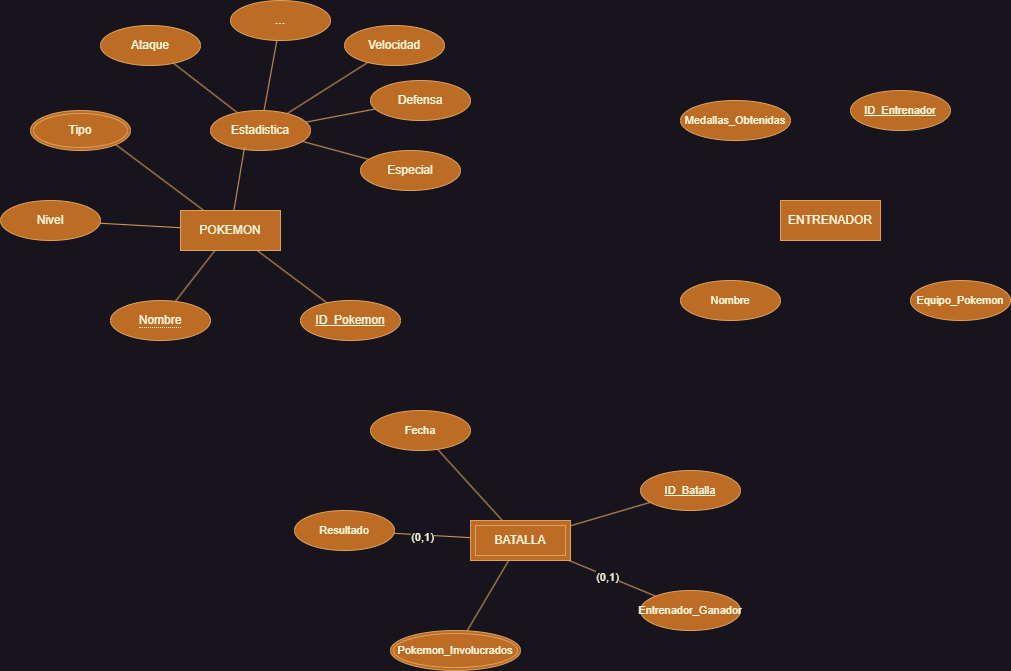 ...
Ataque
Velocidad
Defensa
Tipo
Estadistica
Especial
Nivel
POKEMON
Nombre
ID_Pokemon
Medallas_Obtenidas
ID_Entrenador
ENTRENADOR
Nombre
Equipo_Pokemon
Fecha
ID_Batalla
Resultado
(0,1)
BATALLA
(0,1)
Entrenador_Ganador
Pokemon_Involucrados